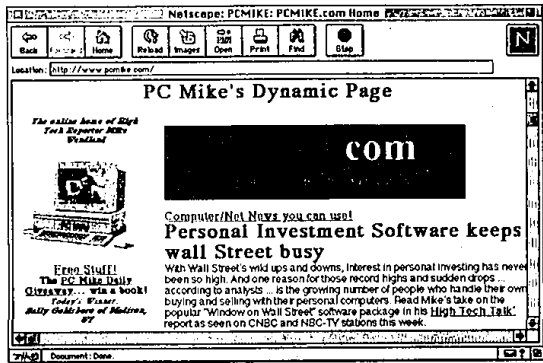 Netscape: PCMIKE: PCMIKE.com Home
Back Home Reload Images Open Print Find Stop
N
Location: http://www.pcmike.com/
PC Mike's Dynamic Page
The online home of High
Tech Reporter Mike
Wendland
com
Computer/Net News you can use!
Personal Investment Software keeps
wall Street busy
Free Stuff!
The PC Mike Daily
Giveaway... win a book!
Today's Winner:
With Wall Street's wild ups and downs, interest in personal investing has never
been so high. And one reason for those record highs and sudden drops ...
according to analysts ... is the growing number of people who handle their own
buying and selling with their personal computers. Read Mike's take on the
popular "Window on Wall Street" software package in his High Tech Talk"
report as seen on CNBC and NBC-TV stations this week.
Document: Done.